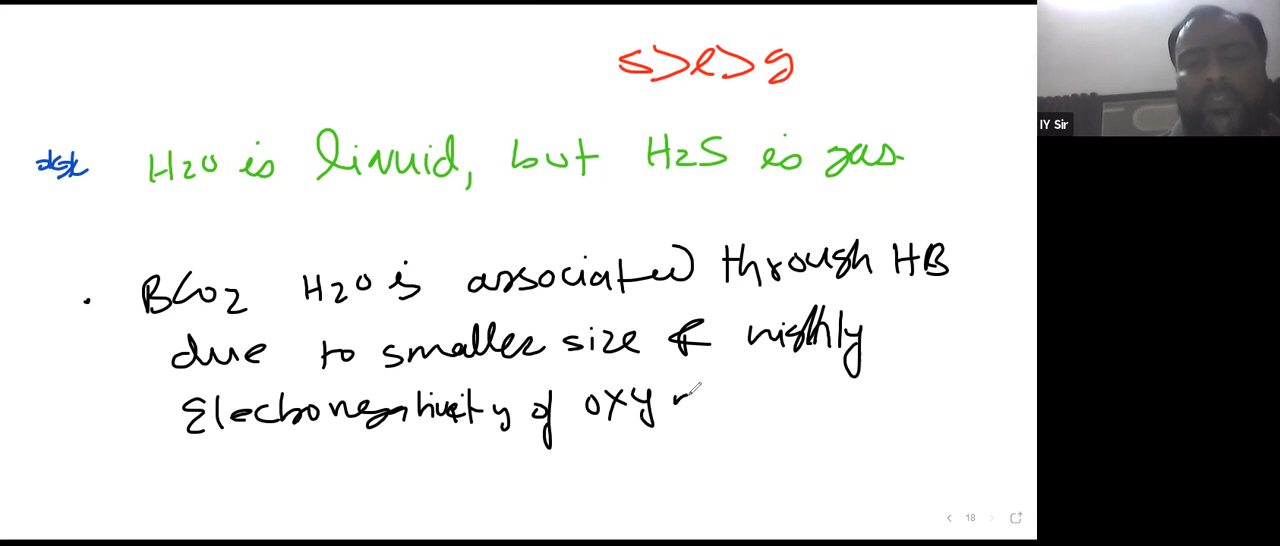 s>l>g
IY Sir
*** H2O is liquid, but H2S is gas.
. BCoz H2O is associated through HB
due to smaller size & highly
Electronegativity of oxy
18